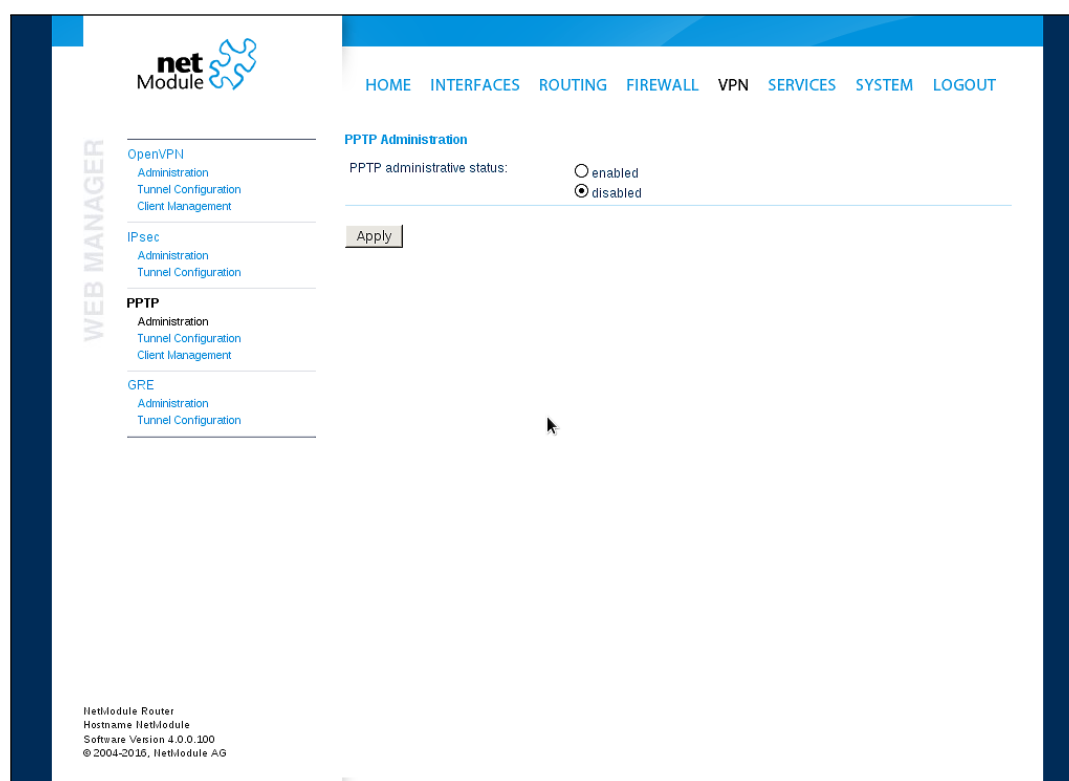 net
Module
HOME INTERFACES ROUTING FIREWALL VPN SERVICES SYSTEM LOGOUT
WEB MANAGER
OpenVPN
Administration
Tunnel Configuration
Client Management
IPsec
Administration
Tunnel Configuration
PPTP
Administration
Tunnel Configuration
Client Management
GRE
Administration
Tunnel Configuration
PPTP Administration
PPTP administrative status:
enabled
disabled
Apply
NetModule Router
Hostname NetModule
Software Version 4.0.0.100
© 2004-2016, NetModule AG